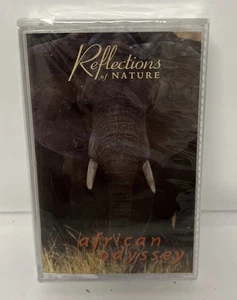 Reflections
of NATURE
african
odyssey